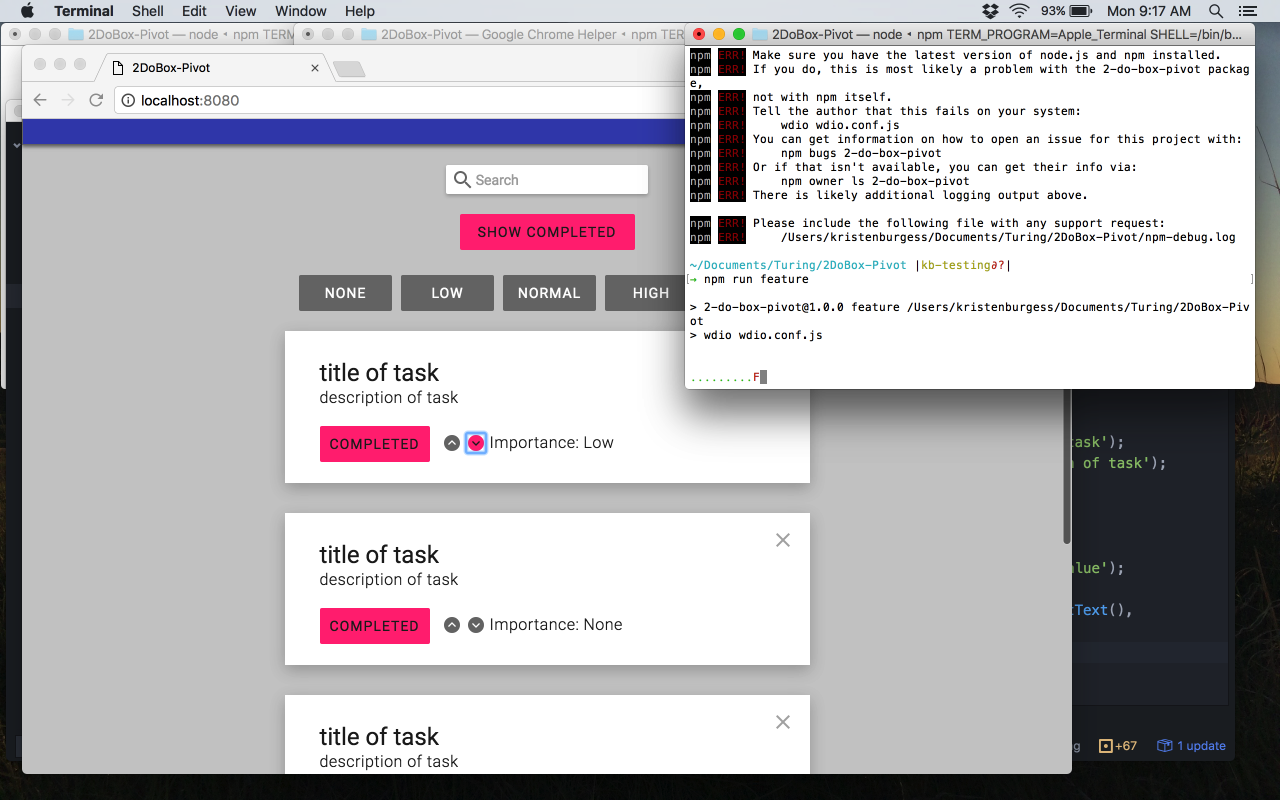 Terminal Shell Edit View Window Help 93% Mon 9:17 AM
2DoBox-Pivot — node ◂ npm TERM
2DoBox-Pivot — Google Chrome Helper ◂ npm TERM
2DoBox-Pivot — node ◂ npm TERM_PROGRAM=Apple_Terminal SHELL=/bin/b...
2DoBox-Pivot
localhost:8080
Search
SHOW COMPLETED
NONE LOW NORMAL HIGH
title of task
description of task
COMPLETED Importance: Low
title of task
description of task
COMPLETED Importance: None
title of task
description of task
npm ERR! Make sure you have the latest version of node.js and npm installed.
npm ERR! If you do, this is most likely a problem with the 2-do-box-pivot packag
e,
npm ERR! not with npm itself.
npm ERR! Tell the author that this fails on your system:
npm ERR!     wdio wdio.conf.js
npm ERR! You can get information on how to open an issue for this project with:
npm ERR!     npm bugs 2-do-box-pivot
npm ERR! Or if that isn't available, you can get their info via:
npm ERR!     npm owner ls 2-do-box-pivot
npm ERR! There is likely additional logging output above.
npm ERR! Please include the following file with any support request:
npm ERR!     /Users/kristenburgess/Documents/Turing/2DoBox-Pivot/npm-debug.log
~/Documents/Turing/2DoBox-Pivot |kb-testing∂?|
[→ npm run feature ]
> 2-do-box-pivot@1.0.0 feature /Users/kristenburgess/Documents/Turing/2DoBox-Piv
ot
> wdio wdio.conf.js
.........F
task');
n of task');
alue');
tText(),
ng +67 1 update